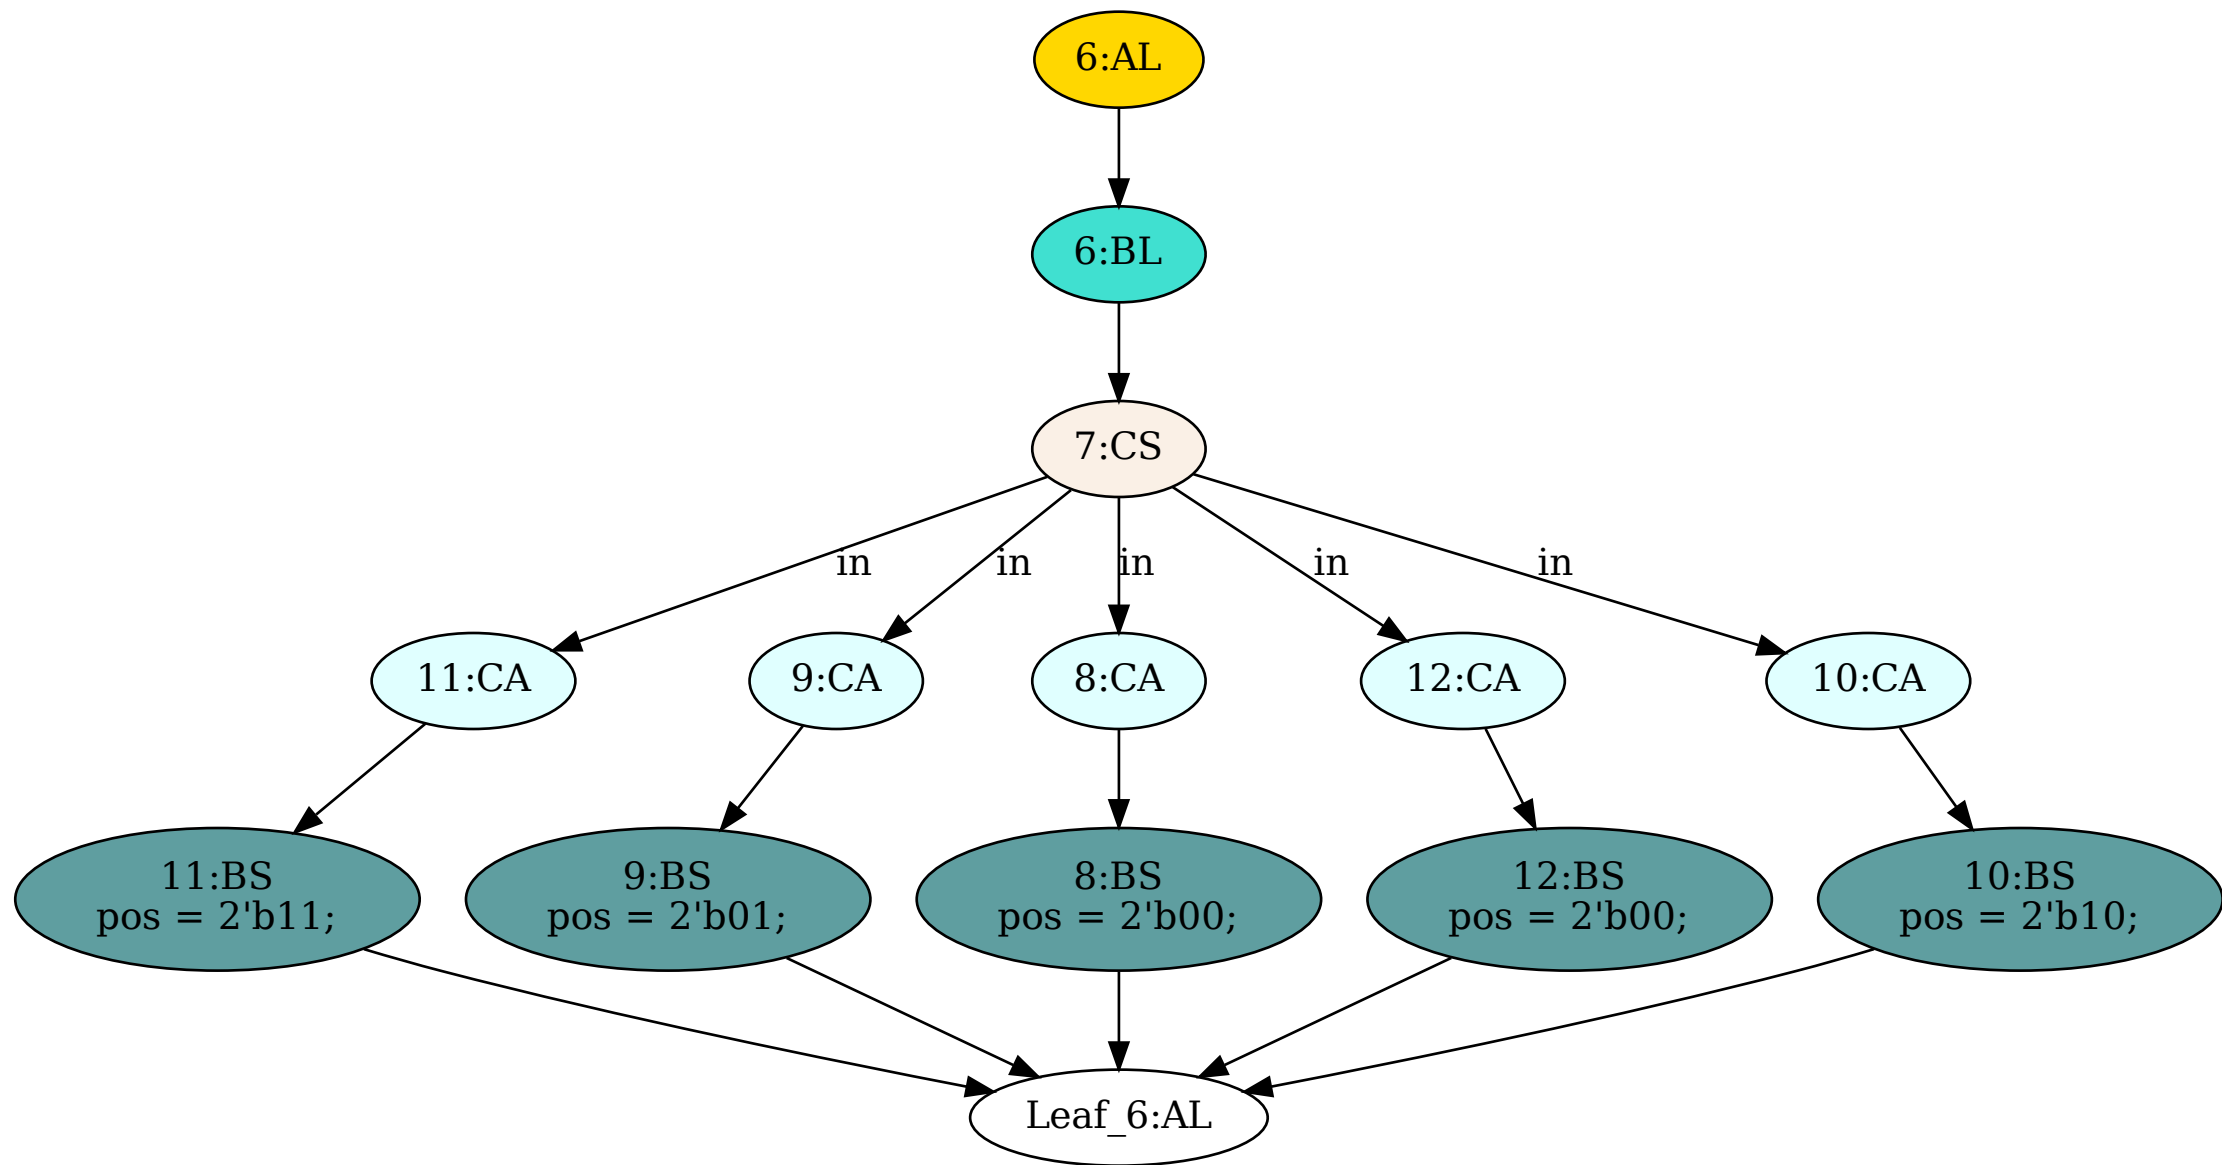 6:AL
6:BL
7:CS
in
in
in
in
in
11:CA
9:CA
8:CA
12:CA
10:CA
11:BS
pos = 2'b11;
9:BS
pos = 2'b01;
8:BS
pos = 2'b00;
12:BS
pos = 2'b00;
10:BS
pos = 2'b10;
Leaf_6:AL